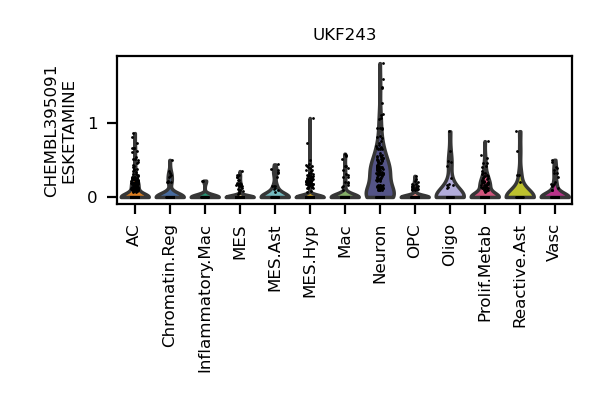 UKF243
CHEMBL395091
ESKETAMINE
1
0
AC
Chromatin.Reg
Inflammatory.Mac
MES
MES.Ast
MES.Hyp
Mac
Neuron
OPC
Oligo
Prolif.Metab
Reactive.Ast
Vasc